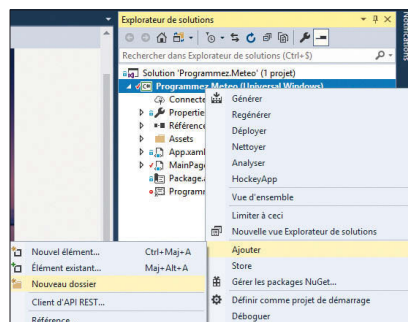 Explorateur de solutions
Rechercher dans Explorateur de solutions (Ctrl+$)
Solution 'Programmez.Meteo' (1 projet)
Programmez.Meteo (Universal Windows)
Connecte
Propertie
Référence
Assets
App.xaml
MainPage
Package.a
Programm
Générer
Regénérer
Déployer
Nettoyer
Analyser
HockeyApp
Vue d'ensemble
Limiter à ceci
Nouvelle vue Explorateur de solutions
Ajouter
Store
Gérer les packages NuGet...
Définir comme projet de démarrage
Déboguer
Nouvel élément... Ctrl+Maj+A
Élément existant... Maj+Alt+A
Nouveau dossier
Client d'API REST...
Référence
Notifications